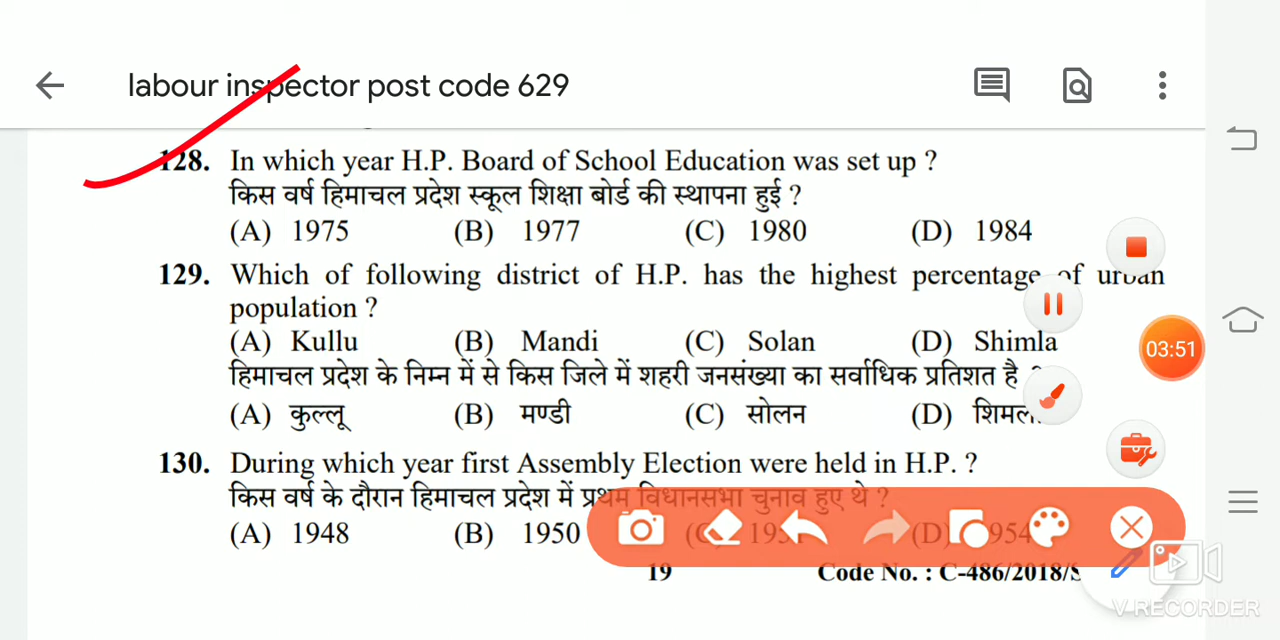 labour inspector post code 629
128. In which year H.P. Board of School Education was set up ?
किस वर्ष हिमाचल प्रदेश स्कूल शिक्षा बोर्ड की स्थापना हुई ?
(A) 1975 (B) 1977 (C) 1980 (D) 1984
129. Which of following district of H.P. has the highest percentage of urban
population ?
(A) Kullu (B) Mandi (C) Solan (D) Shimla
03:51
हिमाचल प्रदेश के निम्न में से किस जिले में शहरी जनसंख्या का सर्वाधिक प्रतिशत है
(A) कुल्लू (B) मण्डी (C) सोलन (D)
130. During which year first Assembly Election were held in H.P. ?
किस वर्ष के दौरान हिमाचल प्रदेश में प्रथम विधानसभा चुनाव हुए थे ?
(A) 1948 (B) 1950 (D)
19 Code No. : C-486/2018/
V RECORDER